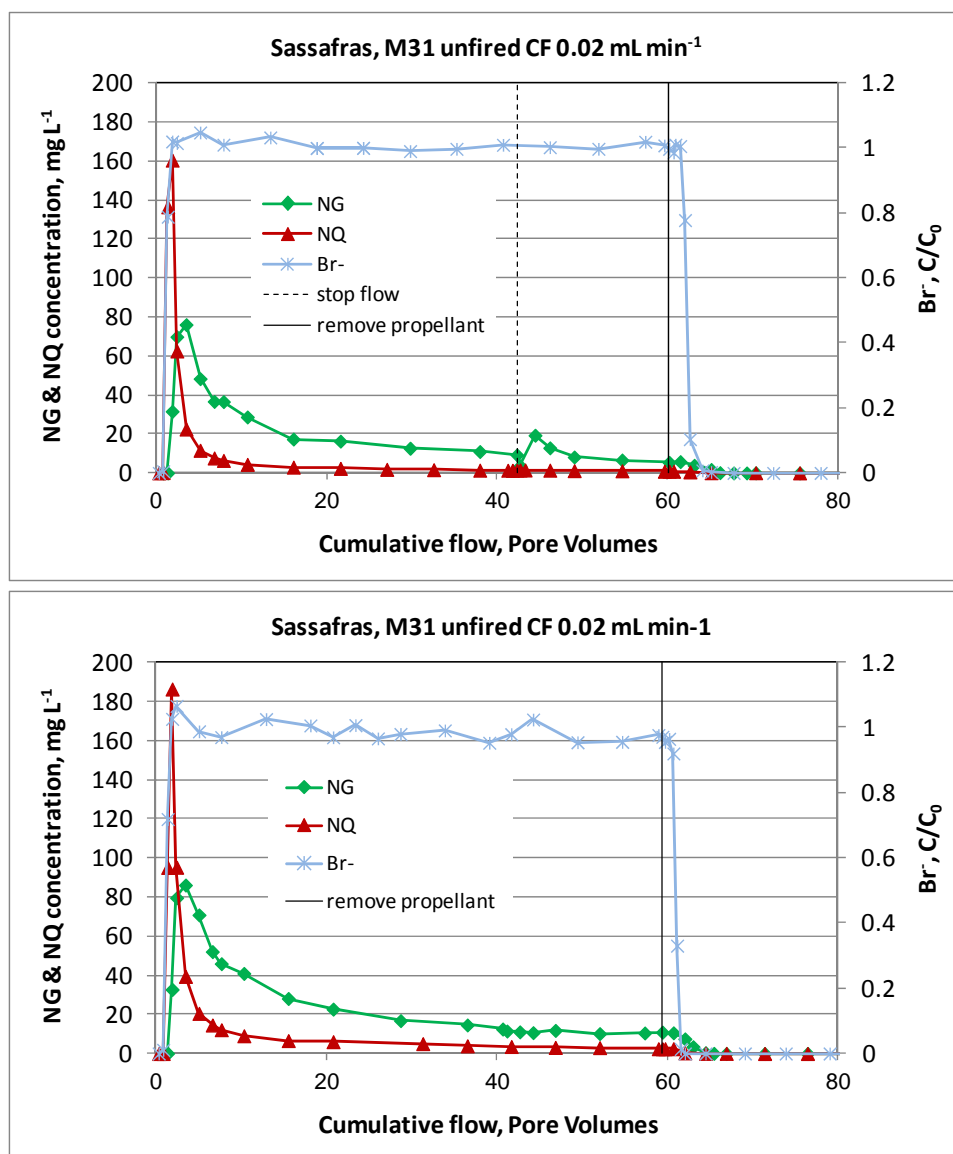 Sassafras, M31 unfired CF 0.02 mL min-1
200
180
160
140
120
100
80
60
40
20
0
NG & NQ concentration, mg L-1
1.2
1
0.8
0.6
0.4
0.2
0
Br-, C/C0
NG
NQ
Br-
stop flow
remove propellant
0 20 40 60 80
Cumulative flow, Pore Volumes
Sassafras, M31 unfired CF 0.02 mL min-1
200
180
160
140
120
100
80
60
40
20
0
NG & NQ concentration, mg L-1
1.2
1
0.8
0.6
0.4
0.2
0
Br-, C/C0
NG
NQ
Br-
remove propellant
0 20 40 60 80
Cumulative flow, Pore Volumes